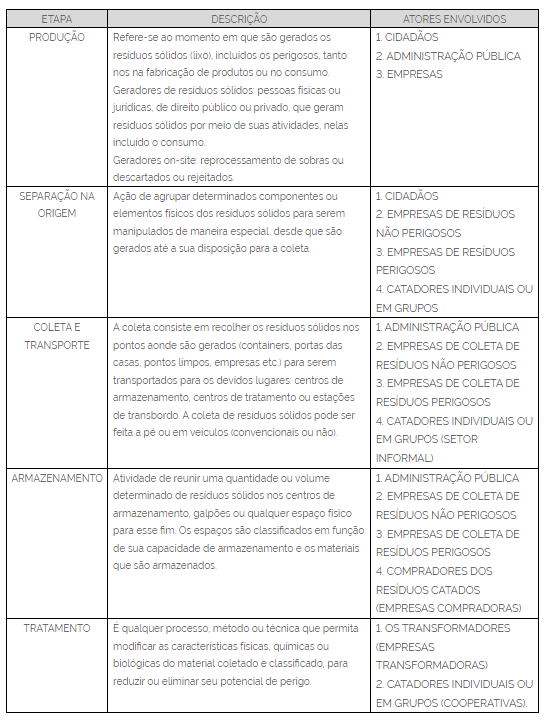 ETAPA DESCRIÇÃO ATORES ENVOLVIDOS
PRODUÇÃO
Refere-se ao momento em que são gerados os
resíduos sólidos (lixo), incluídos os perigosos, tanto
nos na fabricação de produtos ou no consumo.
Geradores de resíduos sólidos: pessoas físicas ou
jurídicas, de direito público ou privado, que geram
resíduos sólidos por meio de suas atividades, nelas
incluído o consumo.
Geradores on-site: reprocessamento de sobras ou
descartados ou rejeitados.
1. CIDADÃOS
2. ADMINISTRAÇÃO PÚBLICA
3. EMPRESAS
SEPARAÇÃO NA
ORIGEM
Ação de agrupar determinados componentes ou
elementos físicos dos resíduos sólidos para serem
manipulados de maneira especial, desde que são
gerados até a sua disposição para a coleta.
1. CIDADÃOS
2. EMPRESAS DE RESÍDUOS
NÃO PERIGOSOS
3. EMPRESAS DE RESÍDUOS
PERIGOSOS
4. CATADORES INDIVIDUAIS OU
EM GRUPOS
COLETA E
TRANSPORTE
A coleta consiste em recolher os resíduos sólidos nos
pontos aonde são gerados (containers, portas das
casas, pontos limpos, empresas etc.) para serem
transportados para os devidos lugares: centros de
armazenamento, centros de tratamento ou estações
de transbordo. A coleta de resíduos sólidos pode ser
feita a pé ou em veículos (convencionais ou não).
1. ADMINISTRAÇÃO PÚBLICA
2. EMPRESAS DE COLETA DE
RESÍDUOS NÃO PERIGOSOS
3. EMPRESAS DE COLETA DE
RESÍDUOS PERIGOSOS
4. CATADORES INDIVIDUAIS OU
EM GRUPOS (SETOR
INFORMAL)
ARMAZENAMENTO
Atividade de reunir uma quantidade ou volume
determinado de resíduos sólidos nos centros de
armazenamento, galpões ou qualquer espaço físico
para esse fim. Os espaços são classificados em função
de sua capacidade de armazenamento e os materiais
que são armazenados.
1. ADMINISTRAÇÃO PÚBLICA
2. EMPRESAS DE COLETA DE
RESÍDUOS NÃO PERIGOSOS
3. EMPRESAS DE COLETA DE
RESÍDUOS PERIGOSOS
4. COMPRADORES DOS
RESÍDUOS CATADOS
(EMPRESAS COMPRADORAS)
TRATAMENTO
É qualquer processo, método ou técnica que permita
modificar as características físicas, químicas ou
biológicas do material coletado e classificado, para
reduzir ou eliminar seu potencial de perigo.
1. OS TRANSFORMADORES
(EMPRESAS
TRANSFORMADORAS)
2. CATADORES INDIVIDUAIS OU
EM GRUPOS (COOPERATIVAS).